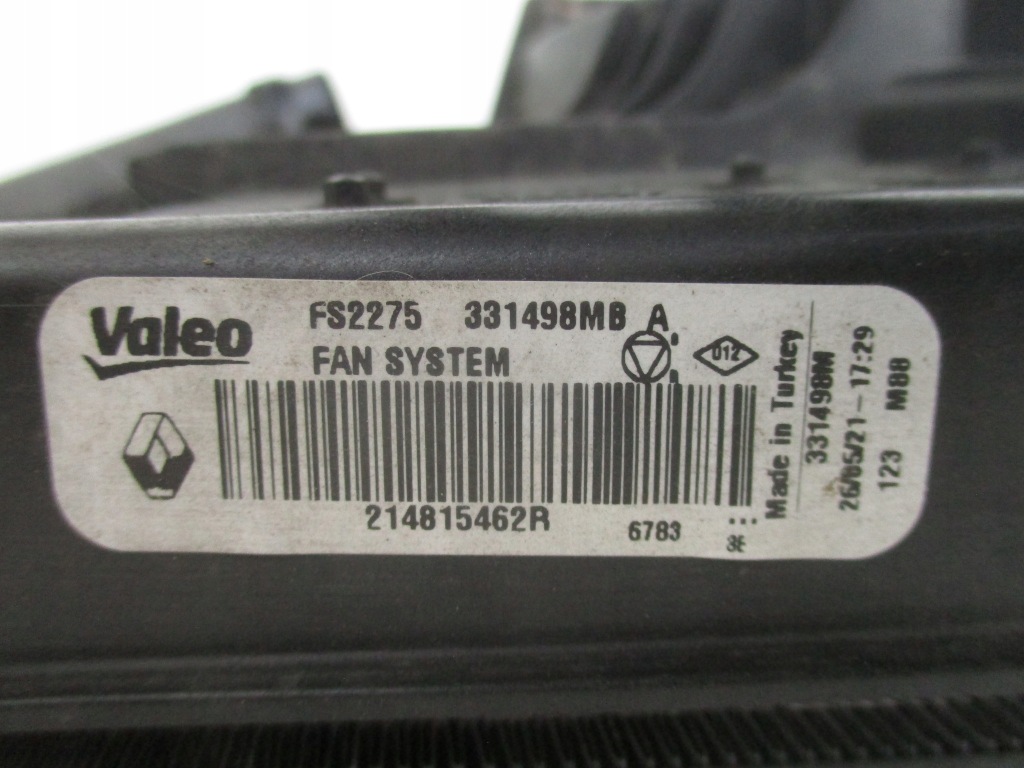 Valeo FS2275 331498MB A
FAN SYSTEM
012
214815462R
6783
Made in Turkey
331498M
26/05/21-17:29
123 M88